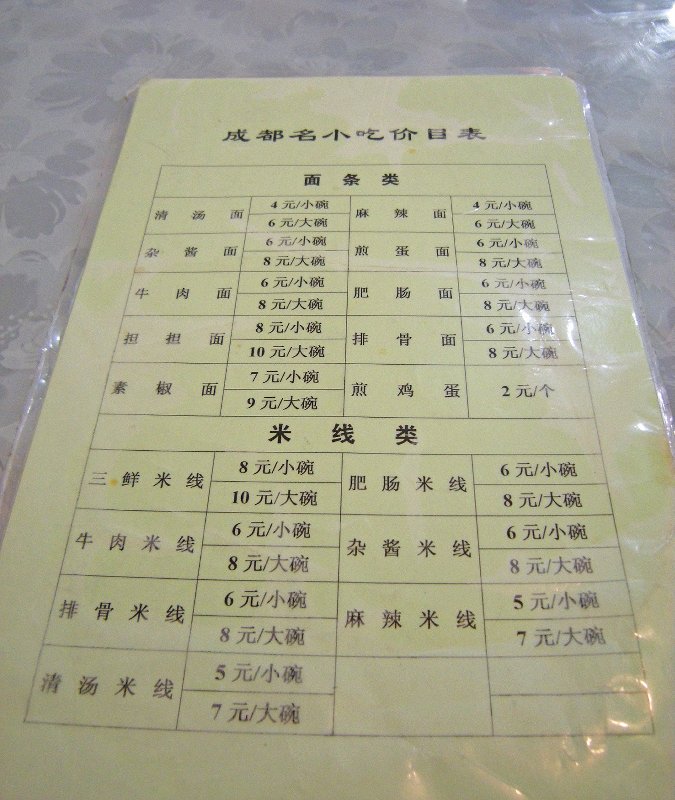 成都名小吃价目表
面条类
清汤面 4元/小碗 麻辣面 4元/小碗
6元/大碗 6元/大碗
杂酱面 6元/小碗 煎蛋面 6元/小碗
8元/大碗 8元/大碗
牛肉面 6元/小碗 肥肠面 6元/小碗
8元/大碗 8元/大碗
担担面 8元/小碗 排骨面 6元/小碗
10元/大碗 8元/大碗
素椒面 7元/小碗 煎鸡蛋 2元/个
9元/大碗
米线类
三鲜米线 8元/小碗 肥肠米线 6元/小碗
10元/大碗 8元/大碗
牛肉米线 6元/小碗 杂酱米线 6元/小碗
8元/大碗 8元/大碗
排骨米线 6元/小碗 麻辣米线 5元/小碗
8元/大碗 7元/大碗
清汤米线 5元/小碗
7元/大碗